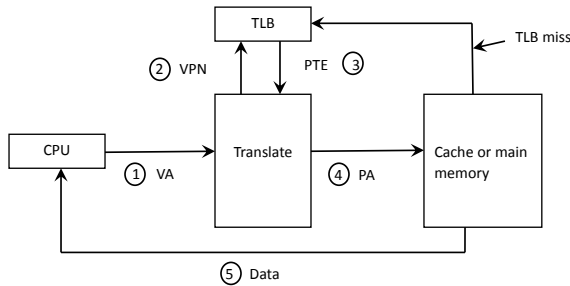 TLB
TLB miss
2 VPN
PTE 3
CPU
Translate
Cache or main
memory
1 VA
4 PA
5 Data